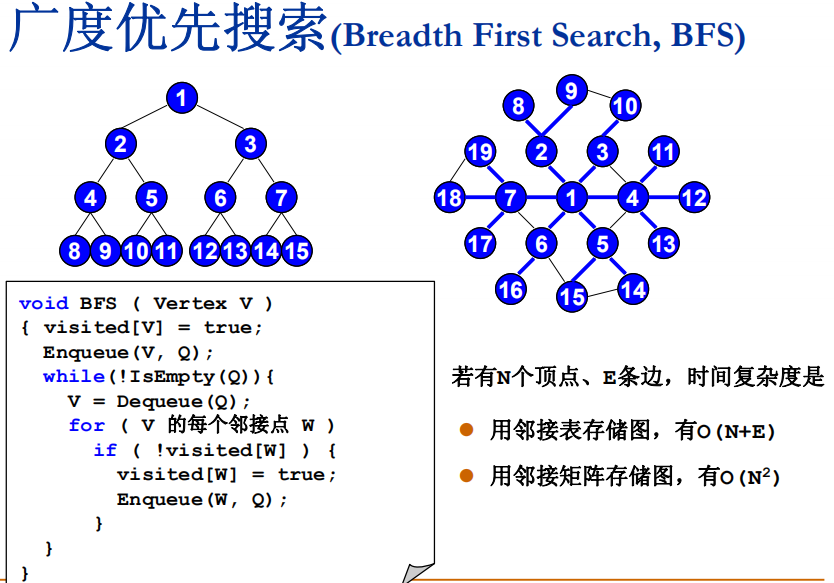 广度优先搜索(Breadth First Search, BFS)
1
2 3
4 5 6 7
8 9 10 11 12 13 14 15
9
8 10
19 2 3 11
18 7 1 4 12
17 6 5 13
16 15 14
void BFS ( Vertex V )
{ visited[V] = true;
Enqueue(V, Q);
while(!IsEmpty(Q)){
V = Dequeue(Q);
for ( V 的每个邻接点 W )
if ( !visited[W] ) {
visited[W] = true;
Enqueue(W, Q);
}
}
}
若有N个顶点、E条边，时间复杂度是
用邻接表存储图，有O(N+E)
用邻接矩阵存储图，有O(N²)